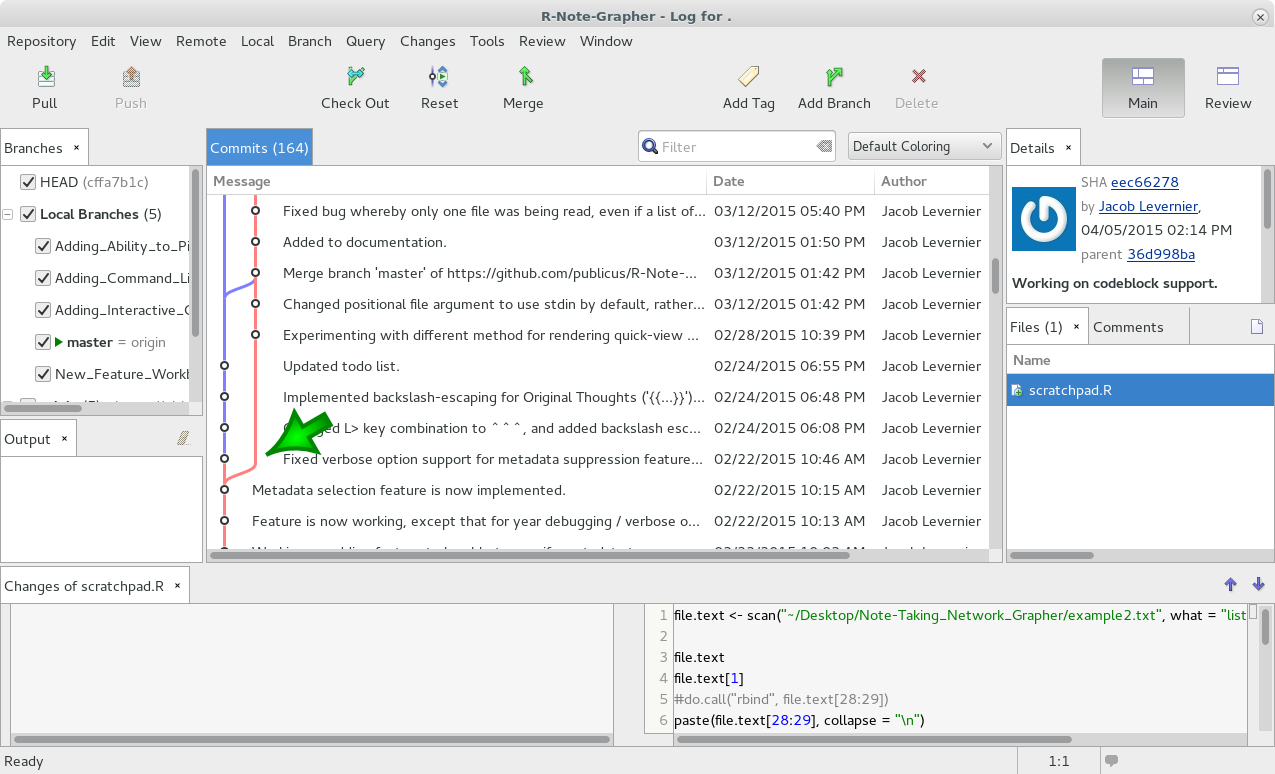 R-Note-Grapher - Log for .
Repository Edit View Remote Local Branch Query Changes Tools Review Window
Pull Push Check Out Reset Merge Add Tag Add Branch Delete Main Review
Branches
HEAD (cffa7b1c)
Local Branches (5)
Adding_Ability_to_Pi
Adding_Command_Li
Adding_Interactive_C
master = origin
New_Feature_Workb
Output
Commits (164) Filter Default Coloring
Message Date Author
Fixed bug whereby only one file was being read, even if a list of... 03/12/2015 05:40 PM Jacob Levernier
Added to documentation. 03/12/2015 01:50 PM Jacob Levernier
Merge branch 'master' of https://github.com/publicus/R-Note-... 03/12/2015 01:42 PM Jacob Levernier
Changed positional file argument to use stdin by default, rather... 03/12/2015 01:42 PM Jacob Levernier
Experimenting with different method for rendering quick-view ... 02/28/2015 10:39 PM Jacob Levernier
Updated todo list. 02/24/2015 06:55 PM Jacob Levernier
Implemented backslash-escaping for Original Thoughts ('{{...}}')... 02/24/2015 06:48 PM Jacob Levernier
L> key combination to ^^^, and added backslash esc... 02/24/2015 06:08 PM Jacob Levernier
Fixed verbose option support for metadata suppression feature... 02/22/2015 10:46 AM Jacob Levernier
Metadata selection feature is now implemented. 02/22/2015 10:15 AM Jacob Levernier
Feature is now working, except that for year debugging / verbose o... 02/22/2015 10:13 AM Jacob Levernier
Details
SHA eec66278
by Jacob Levernier,
04/05/2015 02:14 PM
parent 36d998ba
Working on codeblock support.
Files (1) Comments
Name
scratchpad.R
Changes of scratchpad.R
1 file.text <- scan("~/Desktop/Note-Taking_Network_Grapher/example2.txt", what = "list
2
3 file.text
4 file.text[1]
5 #do.call("rbind", file.text[28:29])
6 paste(file.text[28:29], collapse = "\n")
Ready 1:1